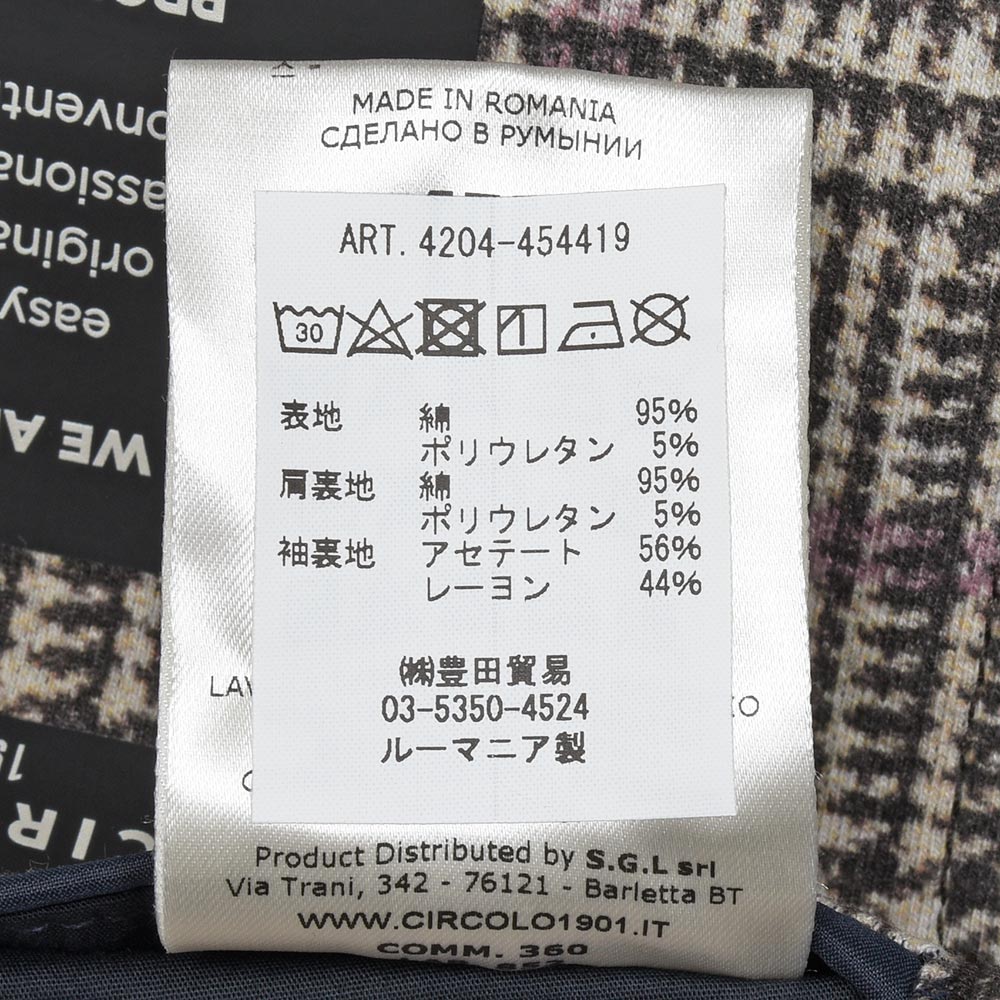 MADE IN ROMANIA
СДЕЛАНО В РУМЫНИИ
ART. 4204-454419
30
表地 綿 95%
ポリウレタン 5%
肩裏地 綿 95%
ポリウレタン 5%
袖裏地 アセテート 56%
レーヨン 44%
㈱豊田貿易
03-5350-4524
ルーマニア製
Product Distributed by S.G.L srl
Via Trani, 342 - 76121 - Barletta BT
WWW.CIRCOLO1901.IT
COMM. 360
WE A
easy
origina
assiona
onventi
PRO
CIR
19